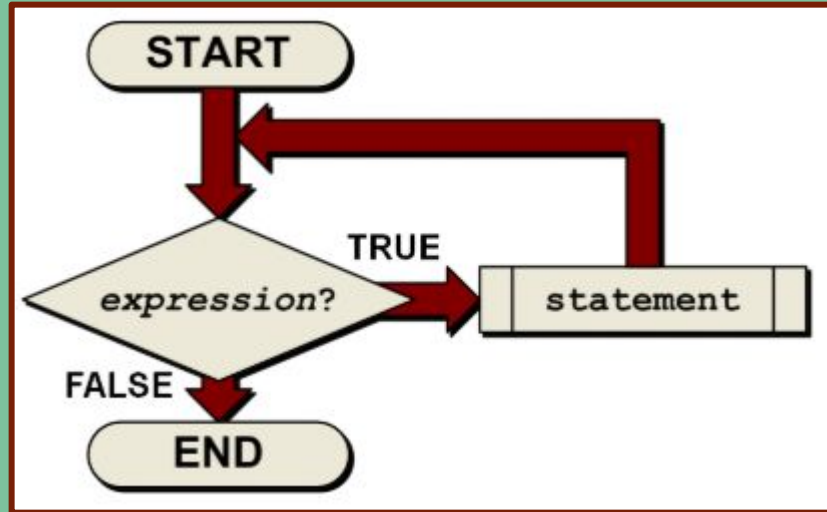 START
TRUE
expression?
statement
FALSE
END